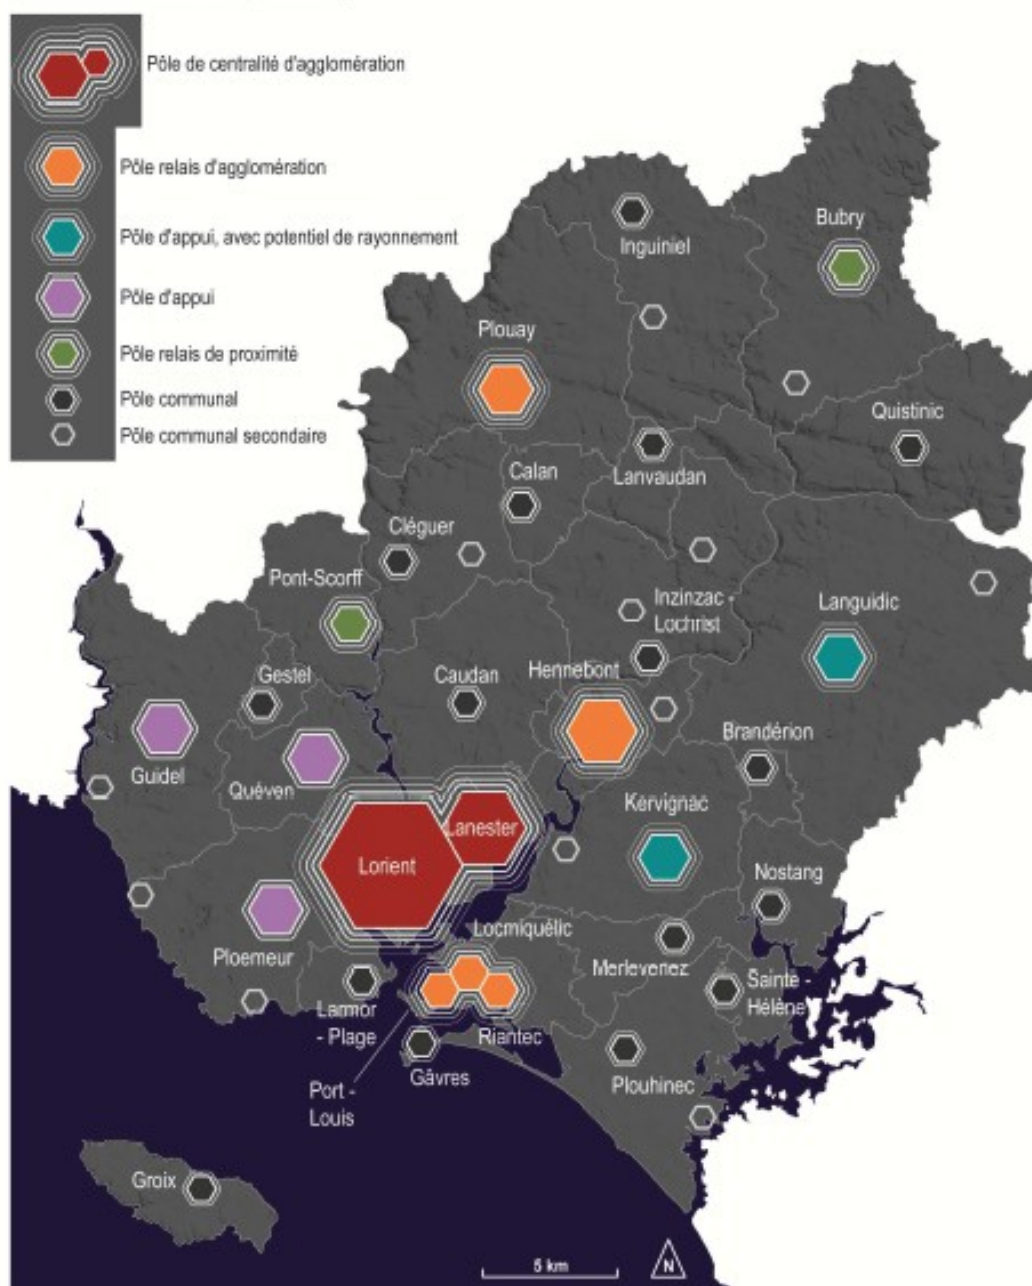 Pôle de centralité d'agglomération
Pôle relais d'agglomération
Pôle d'appui, avec potentiel de rayonnement
Pôle d'appui
Pôle relais de proximité
Pôle communal
Pôle communal secondaire
Inguiniel
Bubry
Plouay
Quistinic
Lanvaudan
Calan
Cléguer
Pont-Scorff
Inzinzac -
Lochrist
Languidic
Gestel
Caudan
Hennebont
Brandérion
Guidel
Quéven
Kervignac
Lanester
Lorient
Nostang
Locmiquélic
Ploemeur
Merlevenez
Sainte -
Hélène
Larmor
- Plage
Riantec
Gâvres
Plouhinec
Port -
Louis
Groix
5 km
N